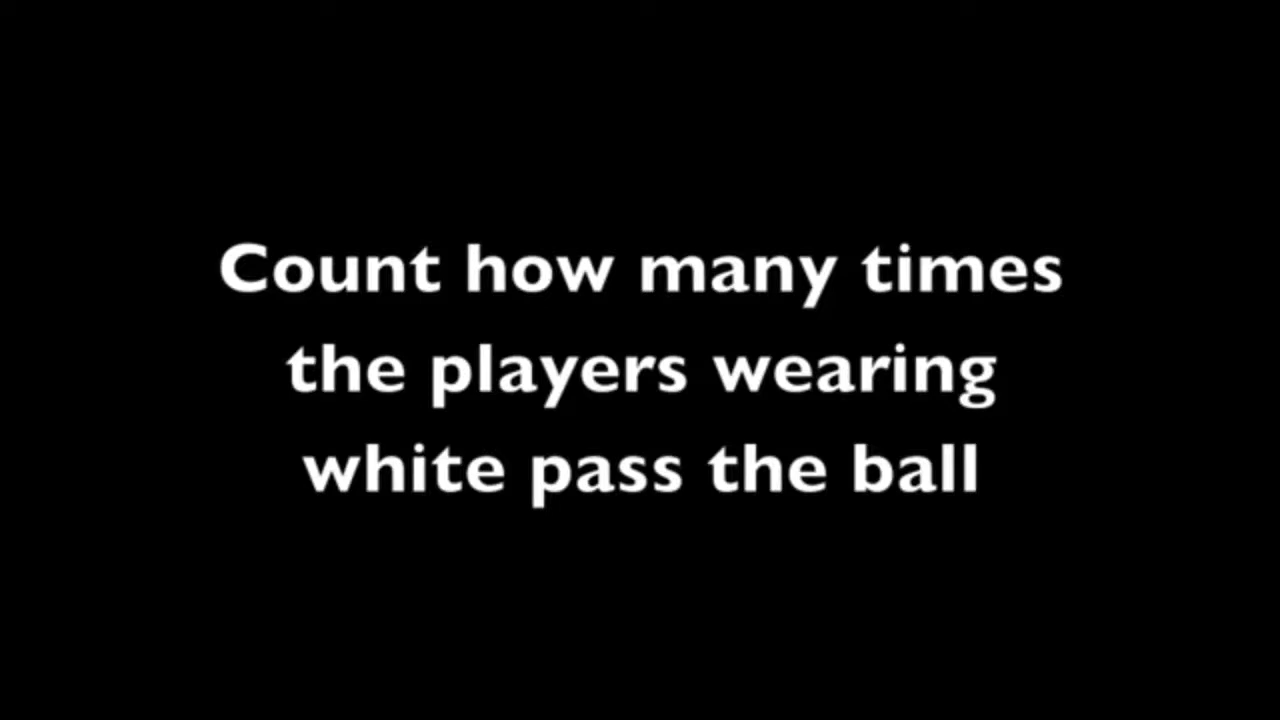 Count how many times
the players wearing
white pass the ball